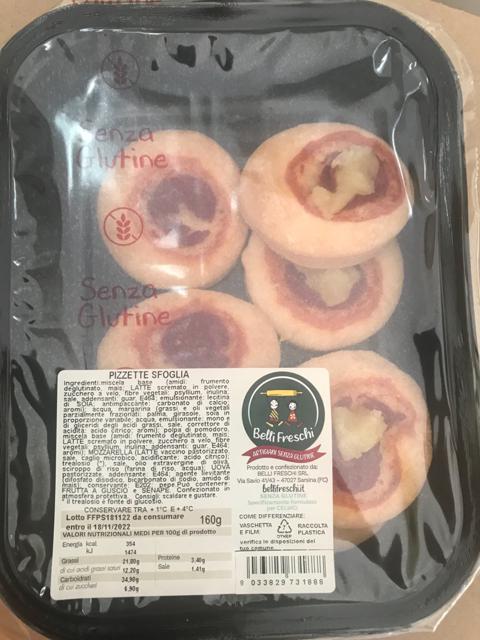 Senza
Glutine
Senza
Glutine
PIZZETTE SFOGLIA
Ingredienti: miscela base (amidi: frumento
deglutinato, mais; LATTE scremato in polvere,
zucchero a velo, fibre vegetali: psyllium, inulina,
sale, addensanti: guar, E464; emulsionante: lecitina
di SOIA; antimpaccante: carbonato di calcio;
aromi); acqua, margarina (grassi e oli vegetali
parzialmente frazionati: palma, girasole, soia in
proporzione variabile; acqua, emulsionante: mono e
di gliceridi degli acidi grassi, sale, correttore di
acidità: acido citrico; aromi); polpa di pomodoro,
miscela base (amidi: frumento deglutinato, mais;
LATTE scremato in polvere, zucchero a velo, fibre
vegetali: psyllium, inulina; addensanti: guar, E464;
aromi); MOZZARELLA (LATTE vaccino pastorizzato,
sale, caglio microbico, acidificante: acido citrico);
trealosio (*), sale, olio extravergine di oliva,
sciroppo di riso (farina di riso, acqua); UOVA
pastorizzate; addensante: E464; agente lievitante
(difosfato disodico, bicarbonato di sodio, amido di
mais), conservante: E202, pepe. Può contenere
FRUTTA A GUSCIO e SENAPE. Confezionato in
atmosfera protettiva. Consigli: scaldare e gustare.
* il trealosio è fonte di glucosio.
CONSERVARE TRA +1°C E +4°C
Lotto FFPS181122 da consumare
entro il 18/11/2022
160g
VALORI NUTRIZIONALI MEDI PER 100g di prodotto
Energia kcal 354
kJ 1474
Grassi 21,80g
di cui acidi grassi saturi 12,20g
Carboidrati 34,90g
di cui zuccheri 6,90g
Proteine 3,40g
Sale 1,41g
Belli Freschi
ARTIGIANI SENZA GLUTINE
Prodotto e confezionato da:
BELLI FRESCHI SRL
Via Savio 41/43 - 47027 Sarsina (FC)
bellifreschi.it
SENZA GLUTINE
Specificatamente formulato
per CELIACI
COME DIFFERENZIARE:
VASCHETTA
E FILM:
OTHER
RACCOLTA
PLASTICA
verifica le disposizioni del
tuo comune
8 033829 731888